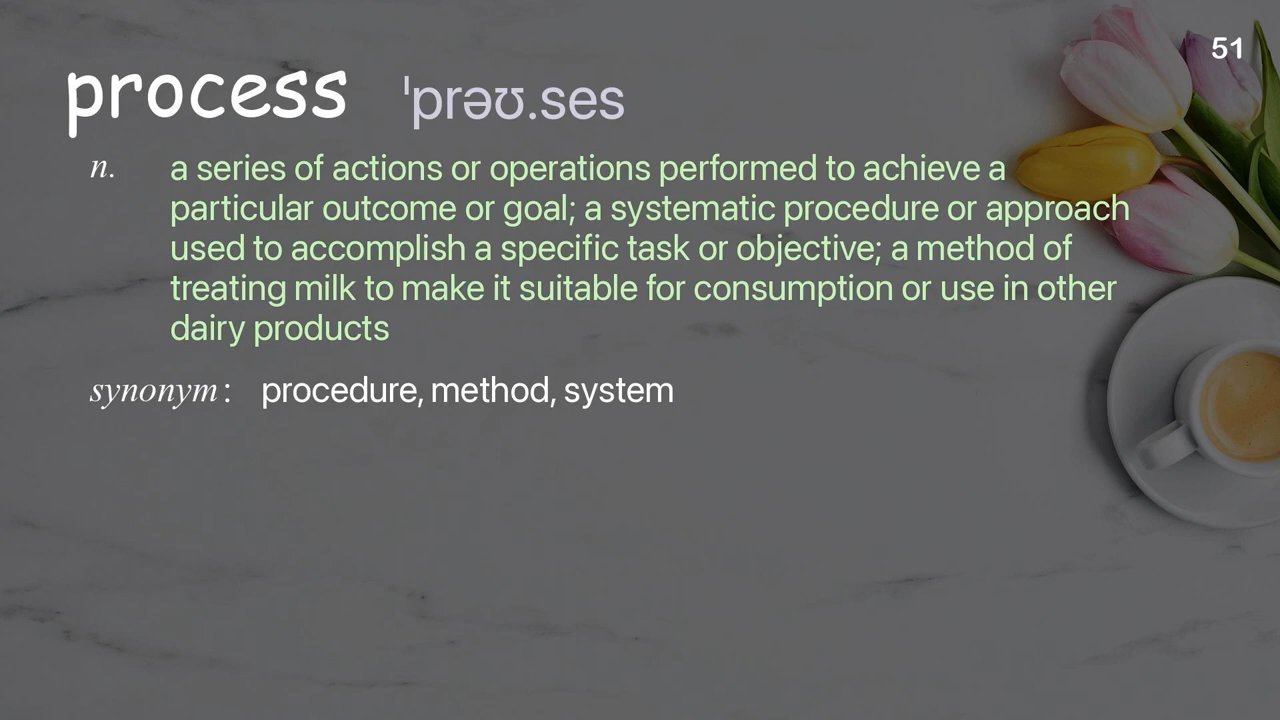 51
process ˈprəʊ.ses
n. a series of actions or operations performed to achieve a
particular outcome or goal; a systematic procedure or approach
used to accomplish a specific task or objective; a method of
treating milk to make it suitable for consumption or use in other
dairy products
synonym: procedure, method, system